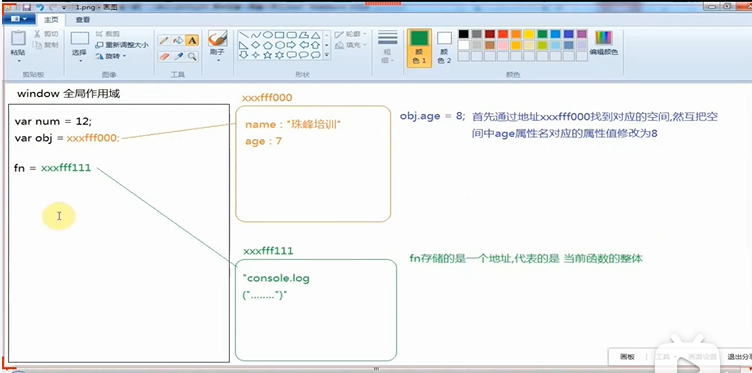 1.png - 画图
主页 查看
粘贴 剪切 复制 选择 裁剪 重新调整大小 旋转 A 刷子 轮廓 填充 粗细 颜色 1 颜色 2 编辑颜色
剪贴板 图像 工具 形状 颜色
window 全局作用域
var num = 12;
var obj = xxxfff000;
fn = xxxfff111
xxxfff000
name : "珠峰培训"
age : 7
obj.age = 8; 首先通过地址xxxfff000找到对应的空间,然互把空
间中age属性名对应的属性值修改为8
xxxfff111
"console.log
("........")"
fn存储的是一个地址,代表的是 当前函数的整体
画板 工具 画面设置 退出分享